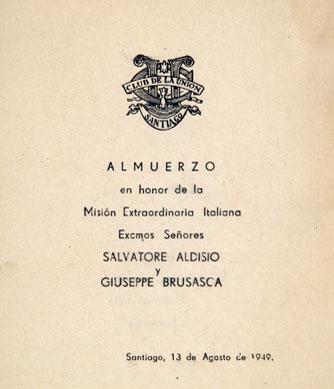 CLUB DE LA UNION
SANTIAGO
ALMUERZO
en honor de la
Misión Extraordinaria Italiana
Excmos Señores
SALVATORE ALDISIO
y
GIUSEPPE BRUSASCA
Santiago, 13 de Agosto de 1949.